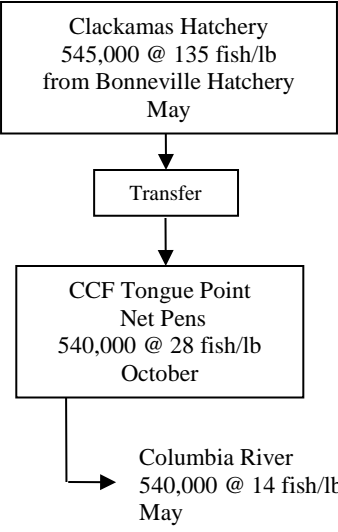 Clackamas Hatchery
545,000 @ 135 fish/lb
from Bonneville Hatchery
May
Transfer
CCF Tongue Point
Net Pens
540,000 @ 28 fish/lb
October
Columbia River
540,000 @ 14 fish/lb
May